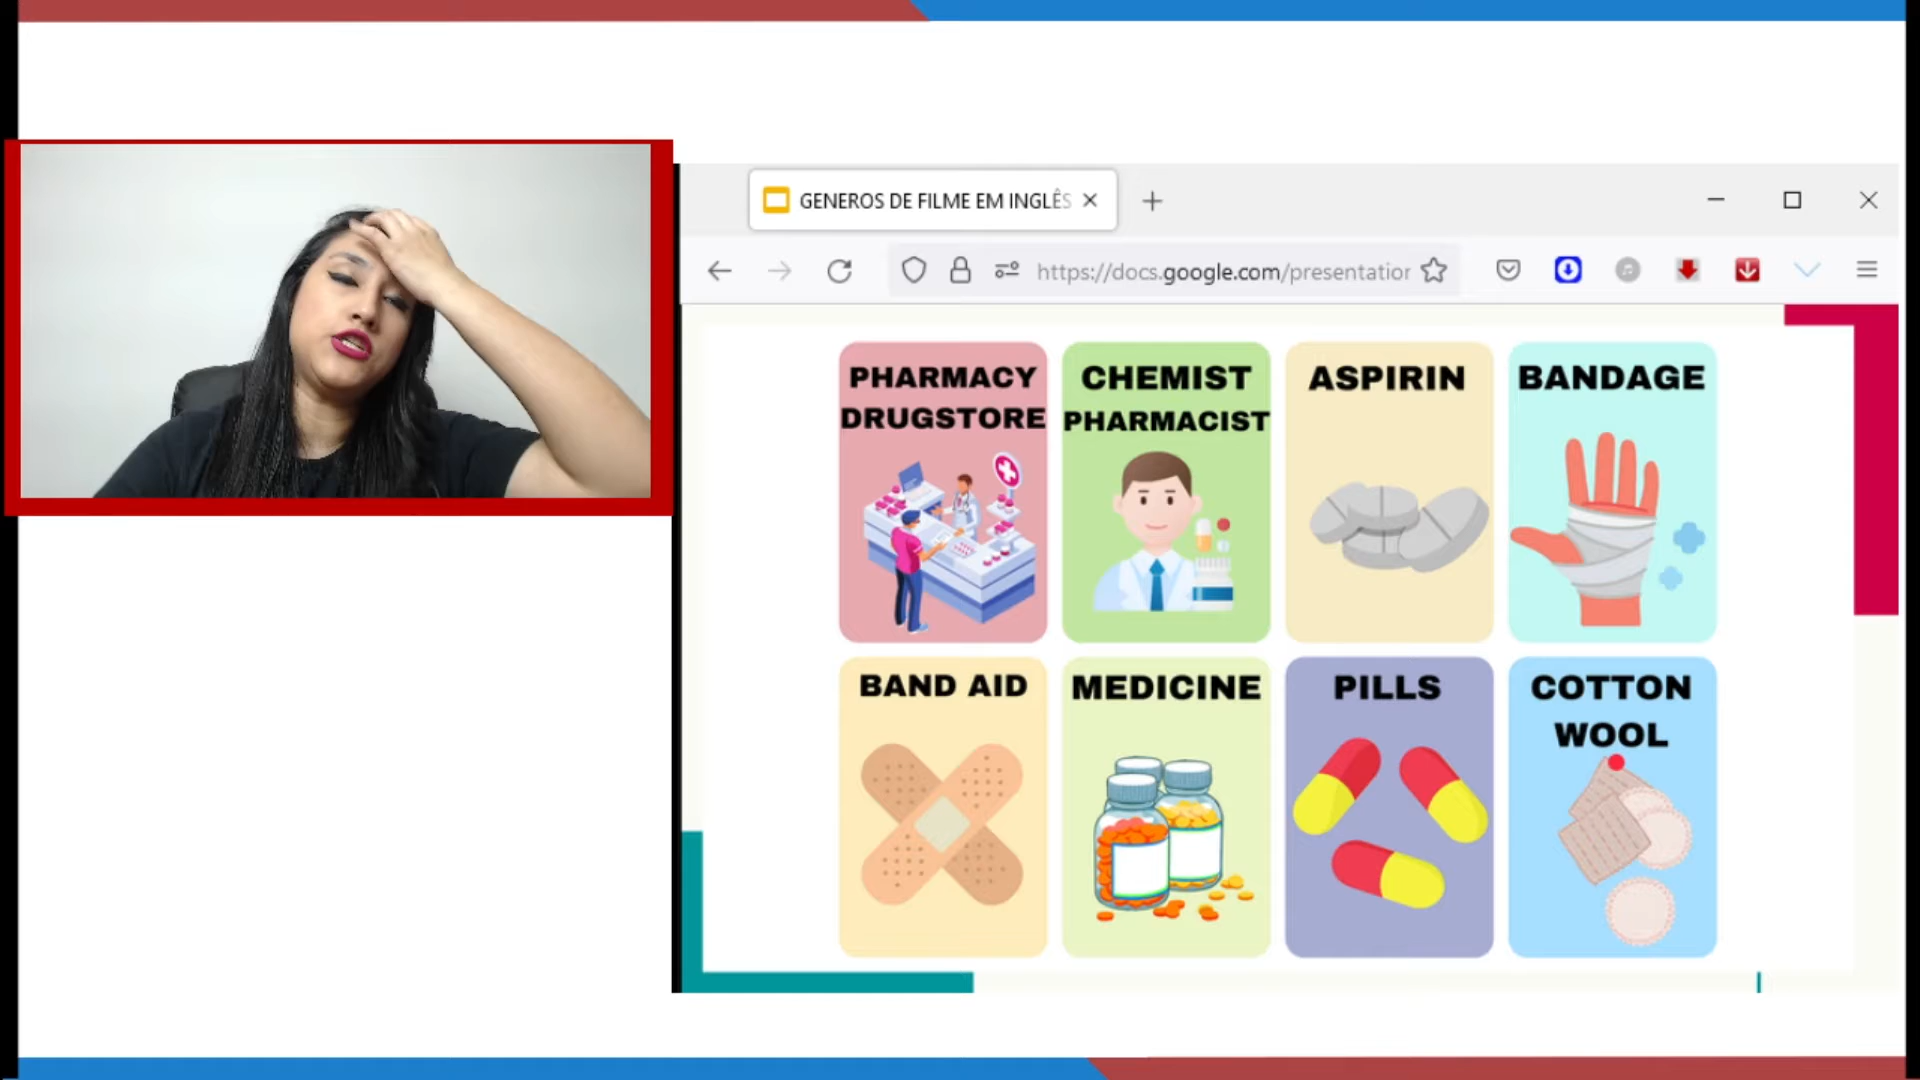 GENEROS DE FILME EM INGLÊS
https://docs.google.com/presentation
PHARMACY
DRUGSTORE
CHEMIST
PHARMACIST
ASPIRIN
BANDAGE
BAND AID
MEDICINE
PILLS
COTTON
WOOL